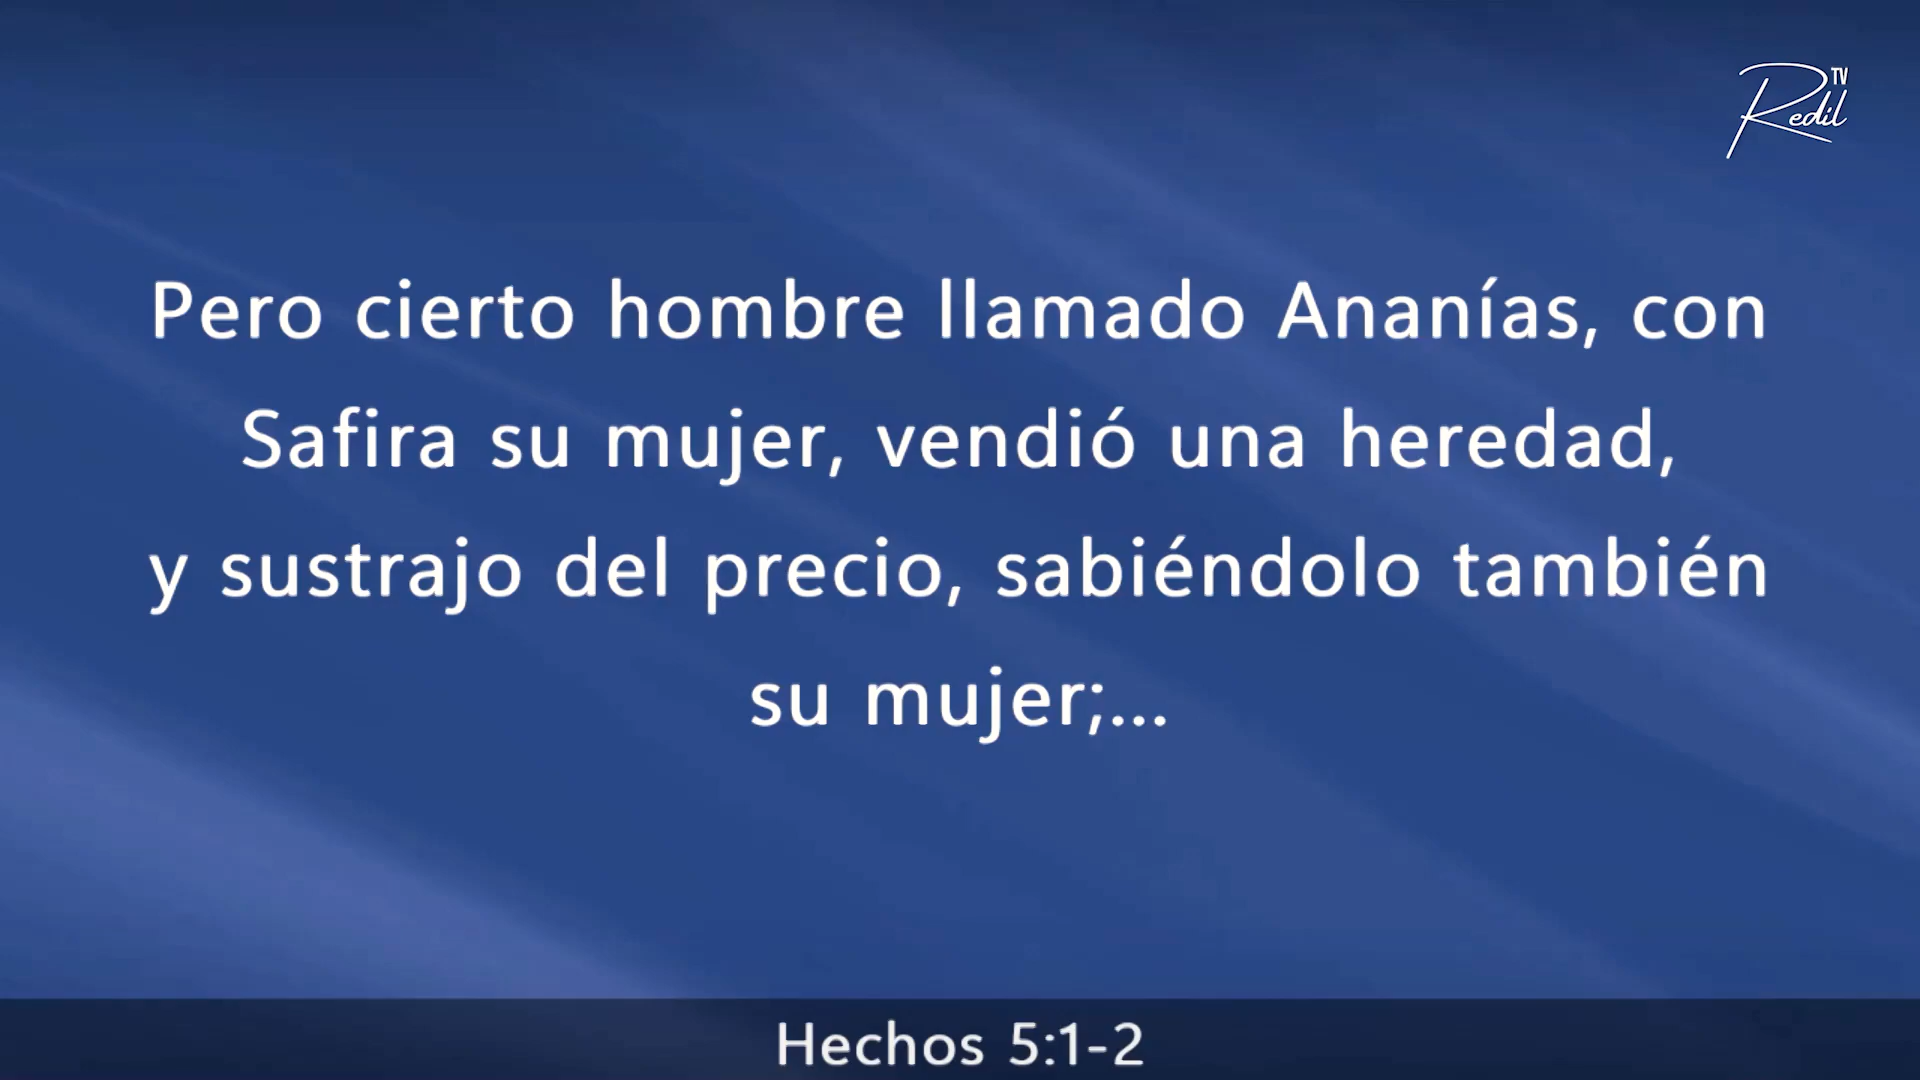 TV
Redil
Pero cierto hombre llamado Ananías, con
Safira su mujer, vendió una heredad,
y sustrajo del precio, sabiéndolo también
su mujer;...
Hechos 5:1-2